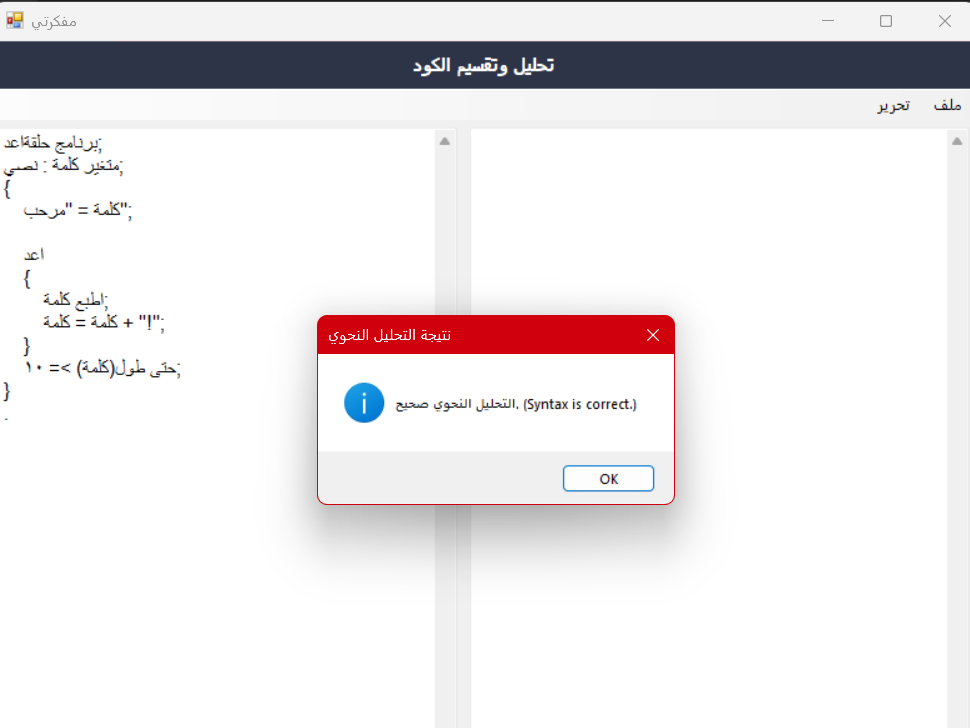 مفكرتي
تحليل وتقسيم الكود
ملف
تحرير
برنامج حلقةاعد;
متغير كلمة : نصي;
{
كلمة = "مرحب";
اعد
{
اطبع كلمة;
كلمة = كلمة + "!";
}
حتى طول(كلمة) >= ١٠;
}
.
نتيجة التحليل النحوي
التحليل النحوي صحيح. (Syntax is correct.)
OK